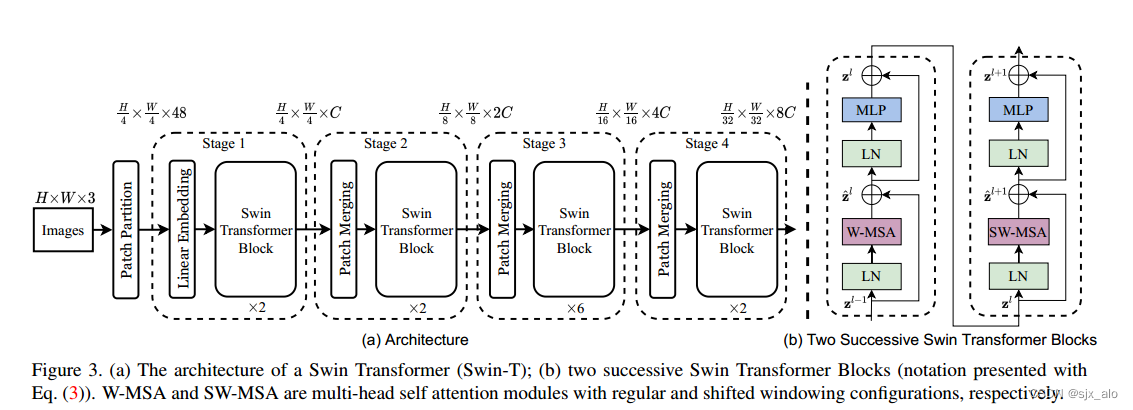 H/4 × W/4 × 48
H/4 × W/4 × C
H/8 × W/8 × 2C
H/16 × W/16 × 4C
H/32 × W/32 × 8C
Stage 1
Stage 2
Stage 3
Stage 4
H×W×3
Images
Patch Partition
Linear Embedding
Swin
Transformer
Block
×2
Patch Merging
Swin
Transformer
Block
×2
Patch Merging
Swin
Transformer
Block
×6
Patch Merging
Swin
Transformer
Block
×2
(a) Architecture
z^l
MLP
LN
ẑ^l
W-MSA
LN
z^{l-1}
z^{l+1}
MLP
LN
ẑ^{l+1}
SW-MSA
LN
z^l
(b) Two Successive Swin Transformer Blocks
Figure 3. (a) The architecture of a Swin Transformer (Swin-T); (b) two successive Swin Transformer Blocks (notation presented with
Eq. (3)). W-MSA and SW-MSA are multi-head self attention modules with regular and shifted windowing configurations, respectively.
CSDN @sjx_alo